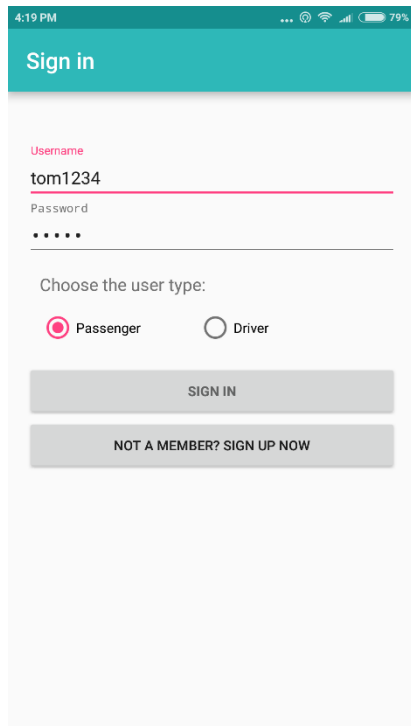 4:19 PM ... 79%
Sign in
Username
tom1234
Password
•••••
Choose the user type:
Passenger Driver
SIGN IN
NOT A MEMBER? SIGN UP NOW